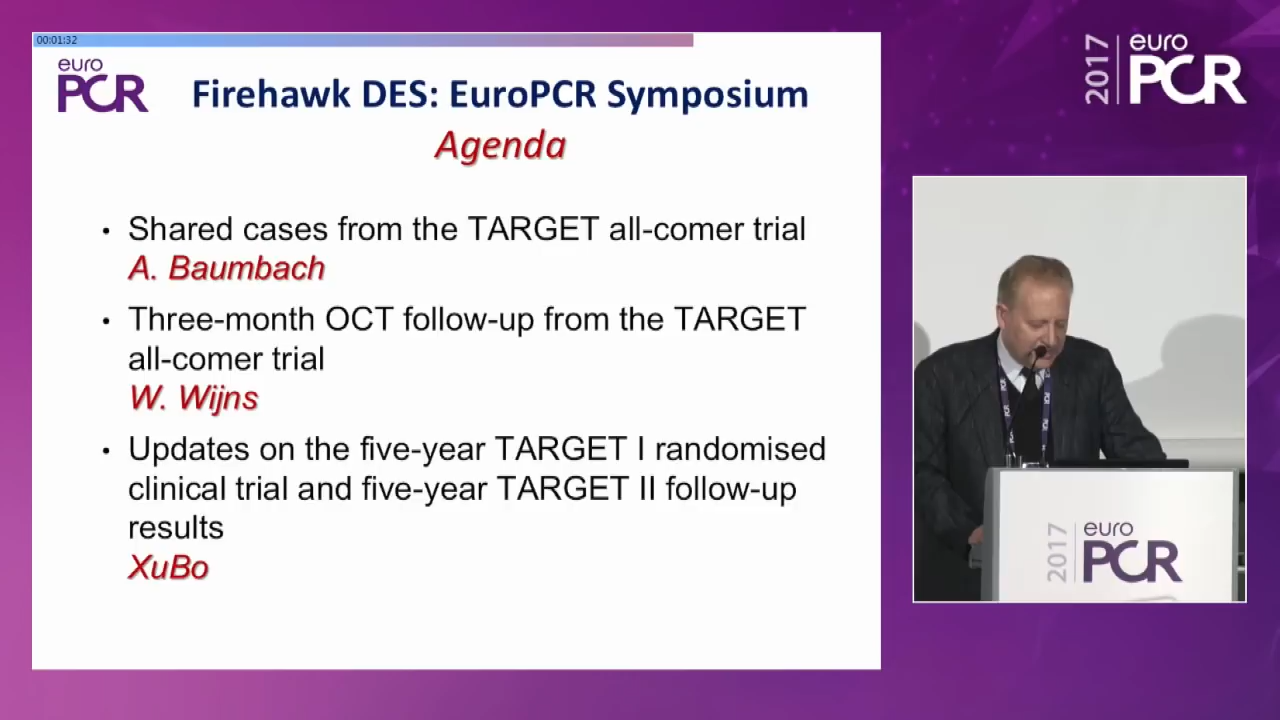 00:01:32
euro
PCR
Firehawk DES: EuroPCR Symposium
Agenda
• Shared cases from the TARGET all-comer trial
A. Baumbach
• Three-month OCT follow-up from the TARGET
all-comer trial
W. Wijns
• Updates on the five-year TARGET I randomised
clinical trial and five-year TARGET II follow-up
results
XuBo
2017
euro
PCR
2017
euro
PCR